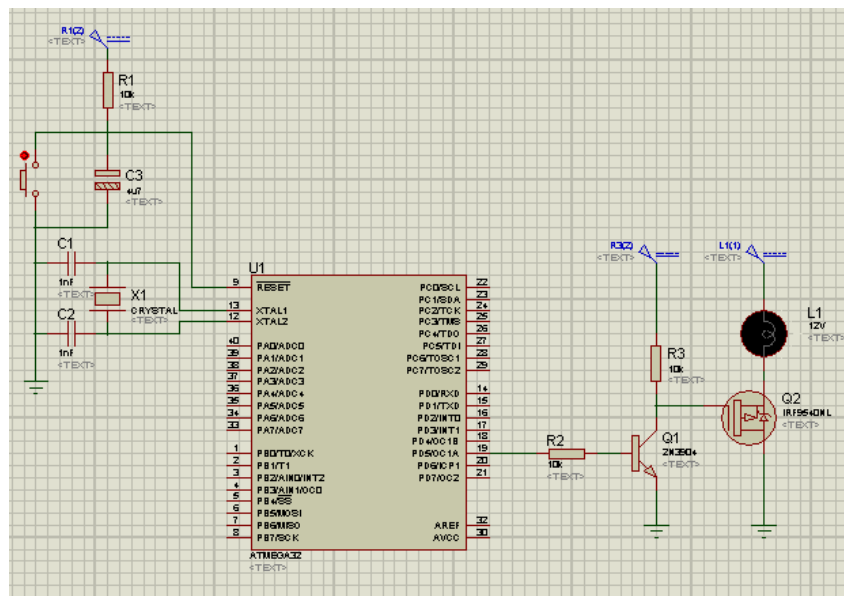 R1(2)
<TEXT>
R1
10k
<TEXT>
C3
4u7
<TEXT>
C1
1nF
<TEXT>
X1
CRYSTAL
<TEXT>
C2
1nF
<TEXT>
U1
9 RESET
13 XTAL1
12 XTAL2
40 PA0/ADC0
39 PA1/ADC1
38 PA2/ADC2
37 PA3/ADC3
36 PA4/ADC4
35 PA5/ADC5
34 PA6/ADC6
33 PA7/ADC7
1 PB0/T0/XCK
2 PB1/T1
3 PB2/AIN0/INT2
4 PB3/AIN1/OC0
5 PB4/SS
6 PB5/MOSI
7 PB6/MISO
8 PB7/SCK
PC0/SCL 22
PC1/SDA 23
PC2/TCK 24
PC3/TMS 25
PC4/TDO 26
PC5/TDI 27
PC6/TOSC1 28
PC7/TOSC2 29
PD0/RXD 14
PD1/TXD 15
PD2/INT0 16
PD3/INT1 17
PD4/OC1B 18
PD5/OC1A 19
PD6/ICP1 20
PD7/OC2 21
AREF 32
AVCC 30
ATMEGA32
<TEXT>
R2
10k
<TEXT>
R3(2)
<TEXT>
R3
10k
<TEXT>
Q1
2N3904
<TEXT>
L1(1)
<TEXT>
L1
12V
<TEXT>
Q2
IRF9540NL
<TEXT>